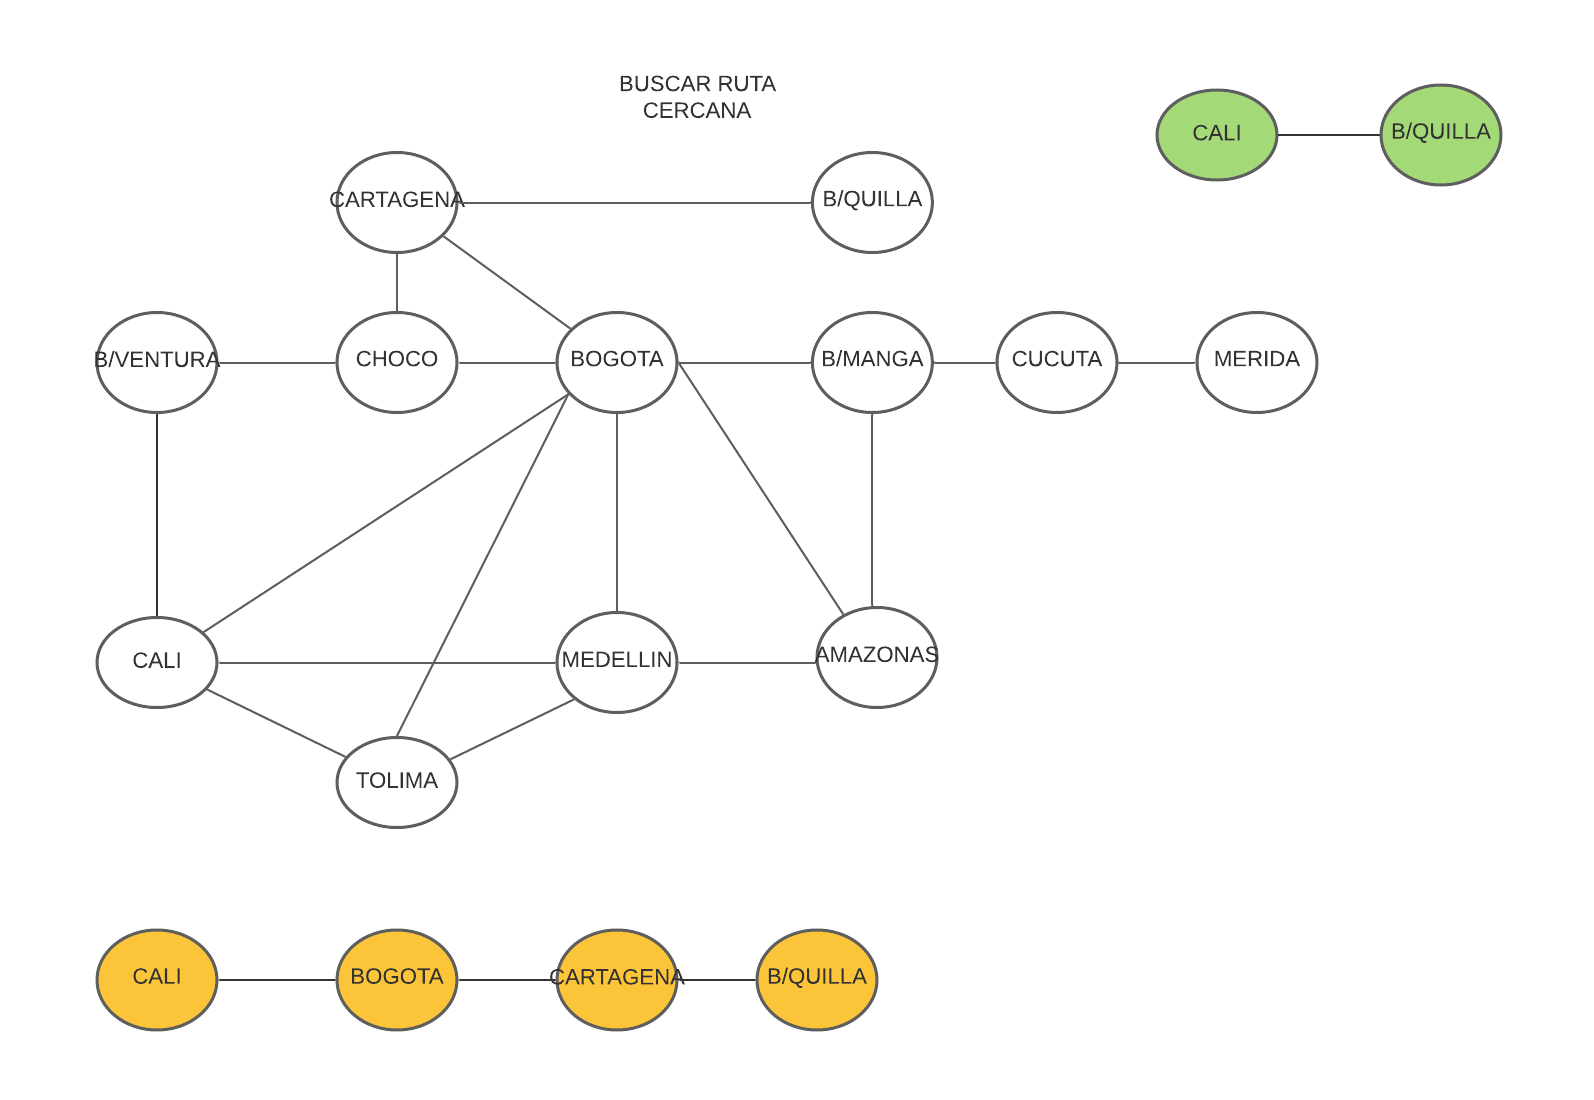 BUSCAR RUTA
CERCANA
CALI
B/QUILLA
CARTAGENA
B/QUILLA
B/VENTURA
CHOCO
BOGOTA
B/MANGA
CUCUTA
MERIDA
CALI
MEDELLIN
AMAZONAS
TOLIMA
CALI
BOGOTA
CARTAGENA
B/QUILLA